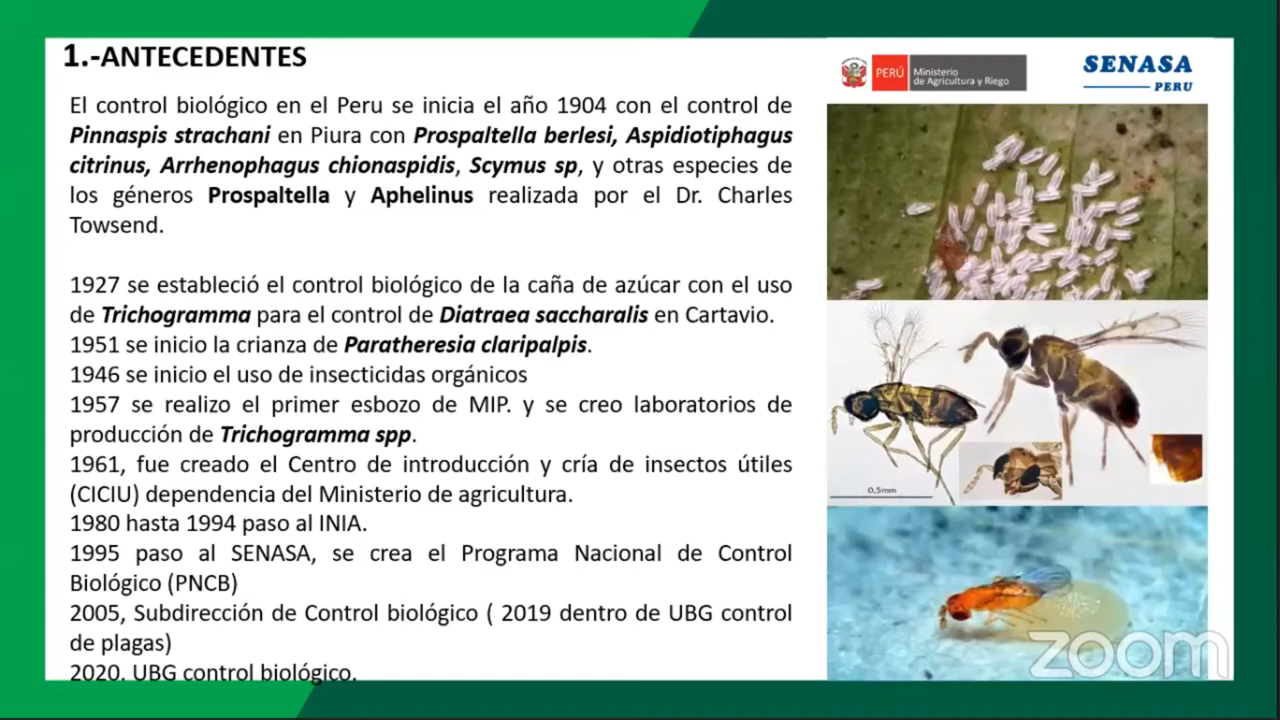 1.-ANTECEDENTES
El control biológico en el Peru se inicia el año 1904 con el control de
Pinnaspis strachani en Piura con Prospaltella berlesi, Aspidiotiphagus
citrinus, Arrhenophagus chionaspidis, Scymus sp, y otras especies de
los géneros Prospaltella y Aphelinus realizada por el Dr. Charles
Towsend.
1927 se estableció el control biológico de la caña de azúcar con el uso
de Trichogramma para el control de Diatraea saccharalis en Cartavio.
1951 se inicio la crianza de Paratheresia claripalpis.
1946 se inicio el uso de insecticidas orgánicos
1957 se realizo el primer esbozo de MIP. y se creo laboratorios de
producción de Trichogramma spp.
1961, fue creado el Centro de introducción y cría de insectos útiles
(CICIU) dependencia del Ministerio de agricultura.
1980 hasta 1994 paso al INIA.
1995 paso al SENASA, se crea el Programa Nacional de Control
Biológico (PNCB)
2005, Subdirección de Control biológico ( 2019 dentro de UBG control
de plagas)
2020. UBG control biológico.
PERÚ
Ministerio
de Agricultura y Riego
SENASA
PERU
0,5mm
zoom